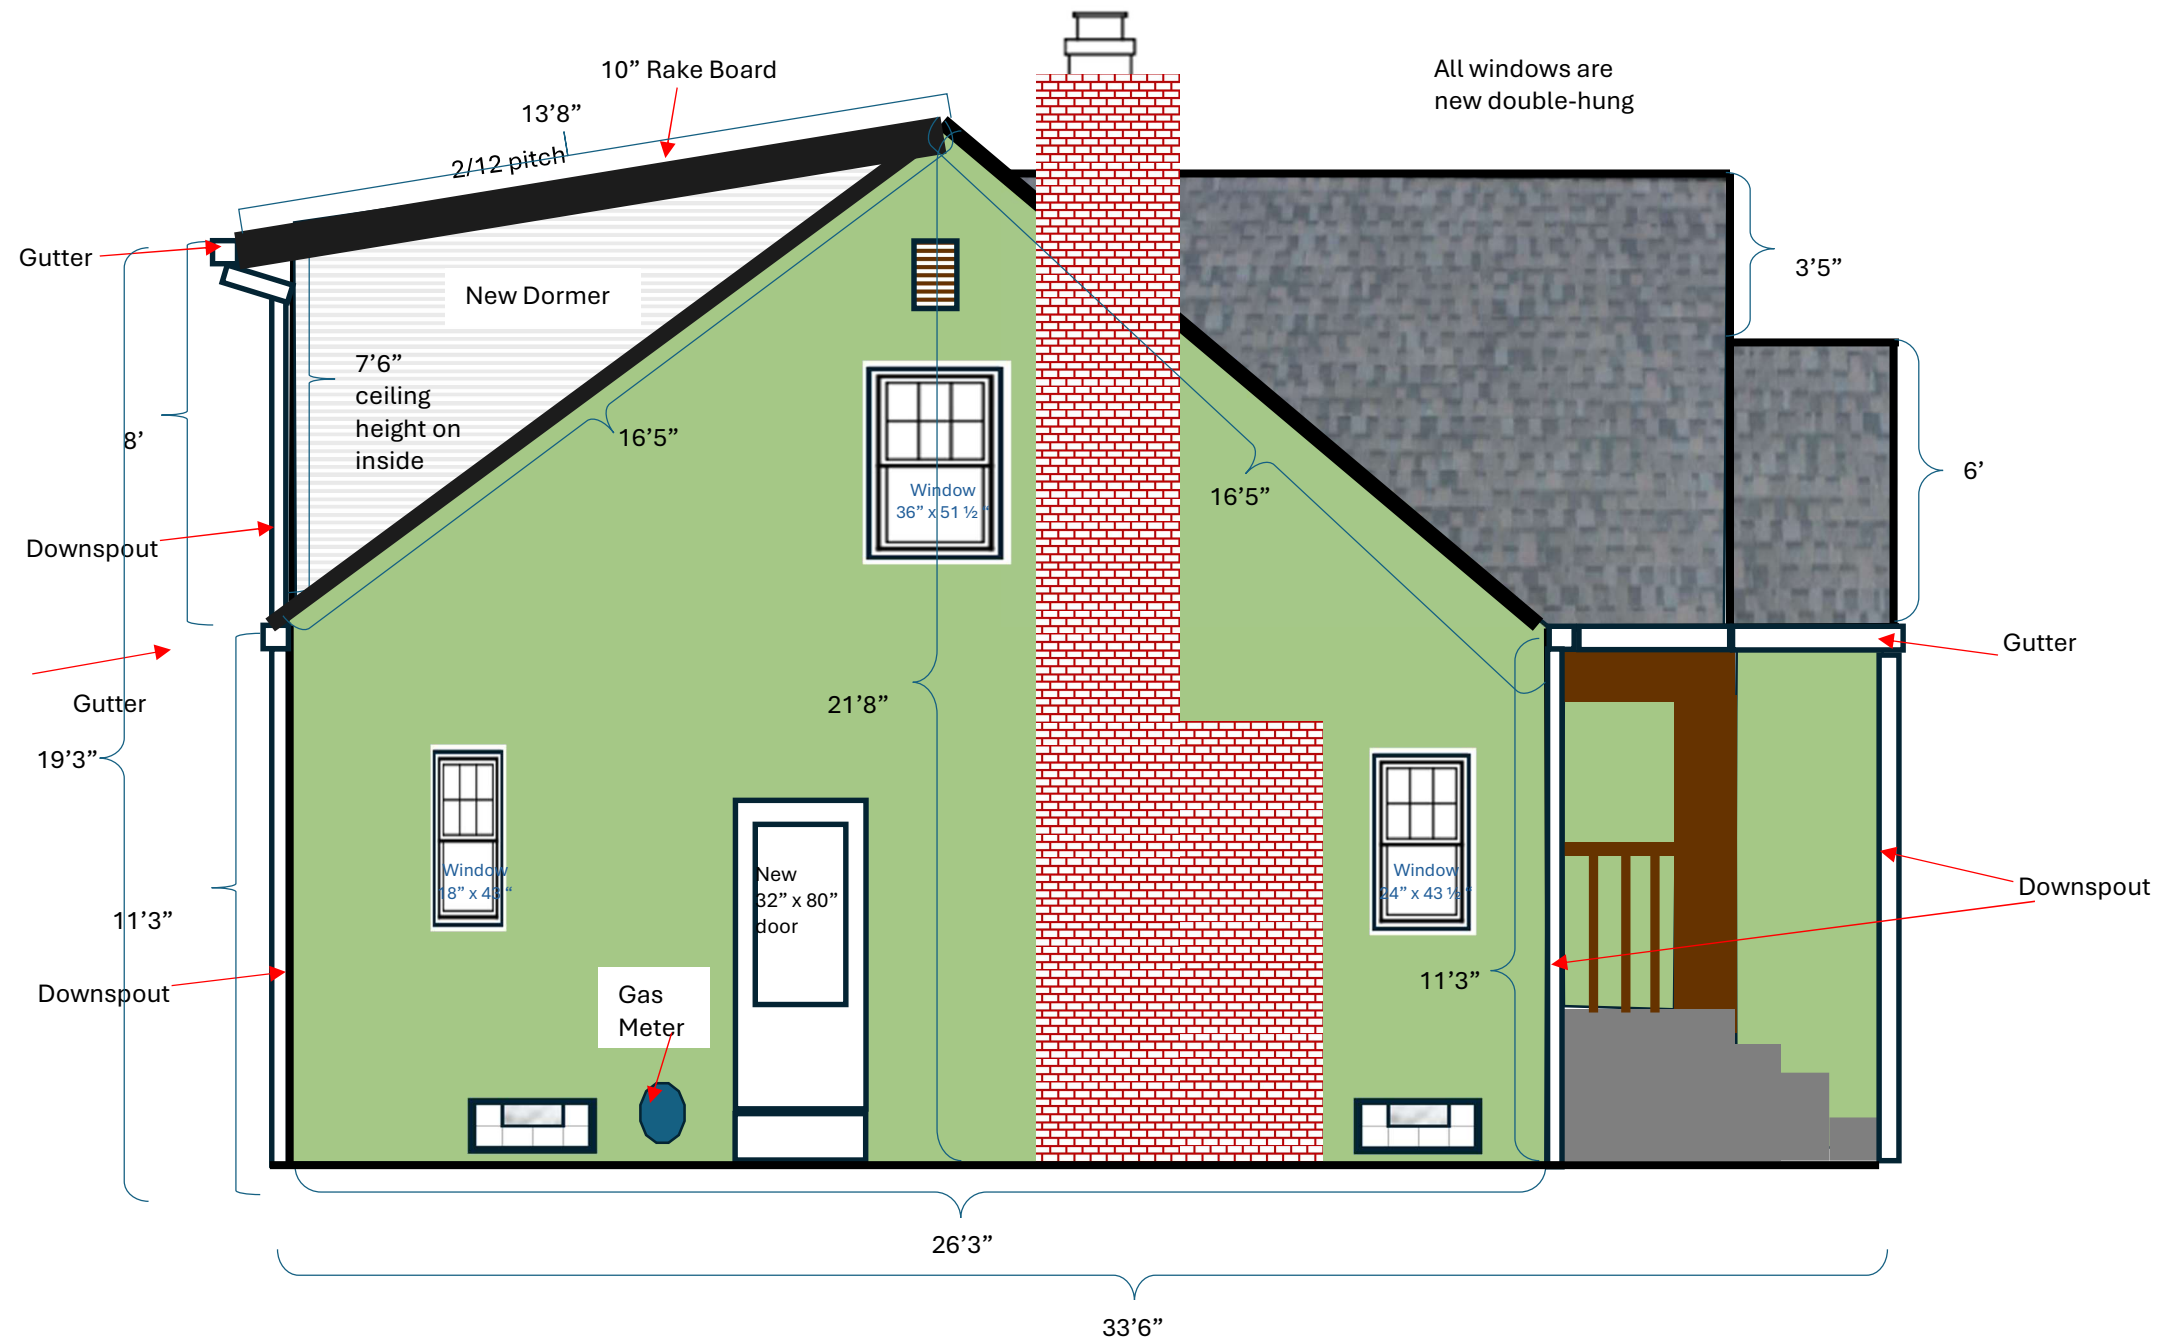 10” Rake Board
All windows are
new double-hung
13’8”
2/12 pitch
Gutter
3’5”
New Dormer
7’6”
ceiling
height on
inside
8’
16’5”
6’
Window
36” x 51 ½ “
16’5”
Downspout
Gutter
Gutter
21’8”
19’3”
Window
18” x 43 “
New
32” x 80”
door
Window
24” x 43 ½ “
Downspout
11’3”
11’3”
Downspout
Gas
Meter
26’3”
33’6”